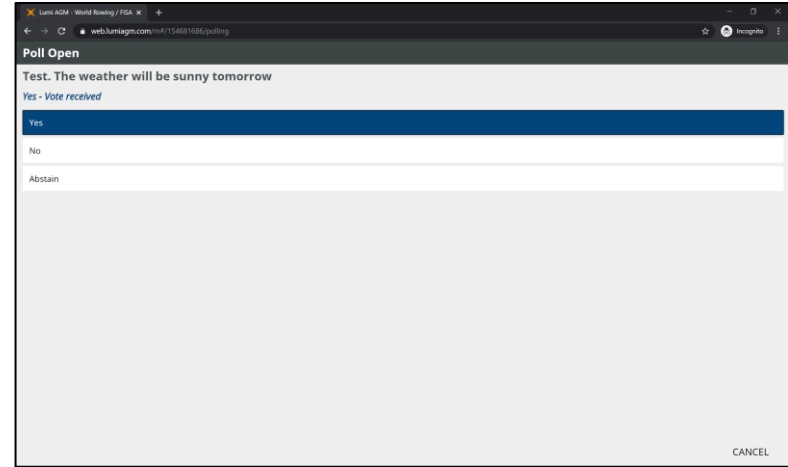 Lumi AGM - World Rowing / FISA
web.lumiagm.com/m#/154681686/polling
Incognito
Poll Open
Test. The weather will be sunny tomorrow
Yes - Vote received
Yes
No
Abstain
CANCEL